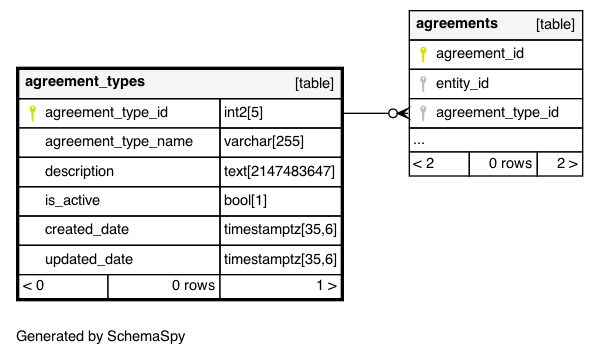 agreements [table]
agreement_id
entity_id
agreement_type_id
...
< 2 0 rows 2 >
agreement_types [table]
agreement_type_id int2[5]
agreement_type_name varchar[255]
description text[2147483647]
is_active bool[1]
created_date timestamptz[35,6]
updated_date timestamptz[35,6]
< 0 0 rows 1 >
Generated by SchemaSpy